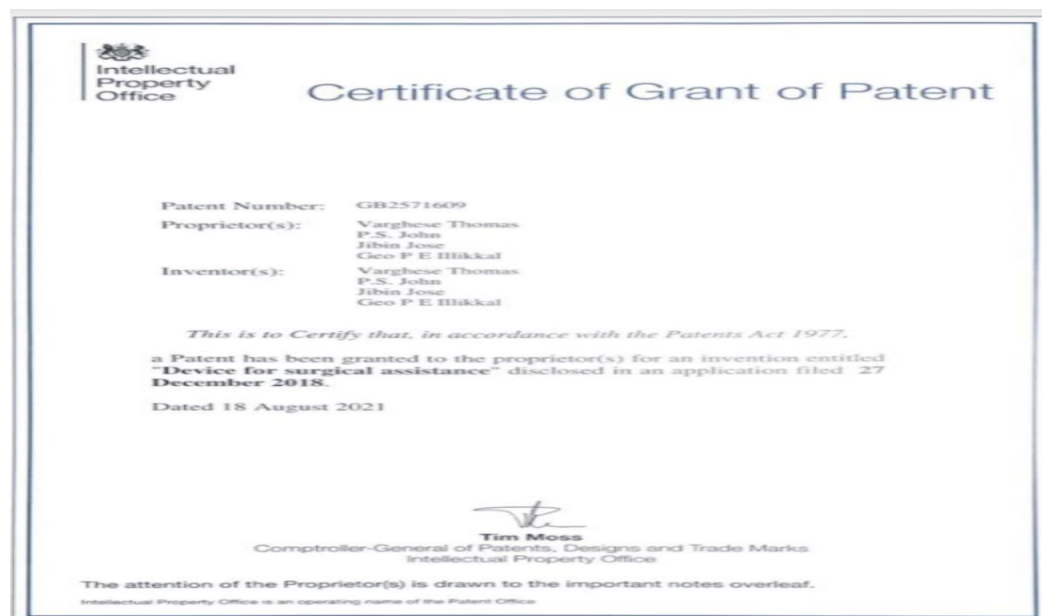 Intellectual
Property
Office
Certificate of Grant of Patent
Patent Number: GB2571609
Proprietor(s): Varghese Thomas
P.S. John
Jibin Jose
Geo P E Illikkal
Inventor(s): Varghese Thomas
P.S. John
Jibin Jose
Geo P E Illikkal
This is to Certify that, in accordance with the Patents Act 1977,
a Patent has been granted to the proprietor(s) for an invention entitled
"Device for surgical assistance" disclosed in an application filed 27
December 2018.
Dated 18 August 2021
Tim Moss
Comptroller-General of Patents, Designs and Trade Marks
Intellectual Property Office
The attention of the Proprietor(s) is drawn to the important notes overleaf.
Intellectual Property Office is an operating name of the Patent Office